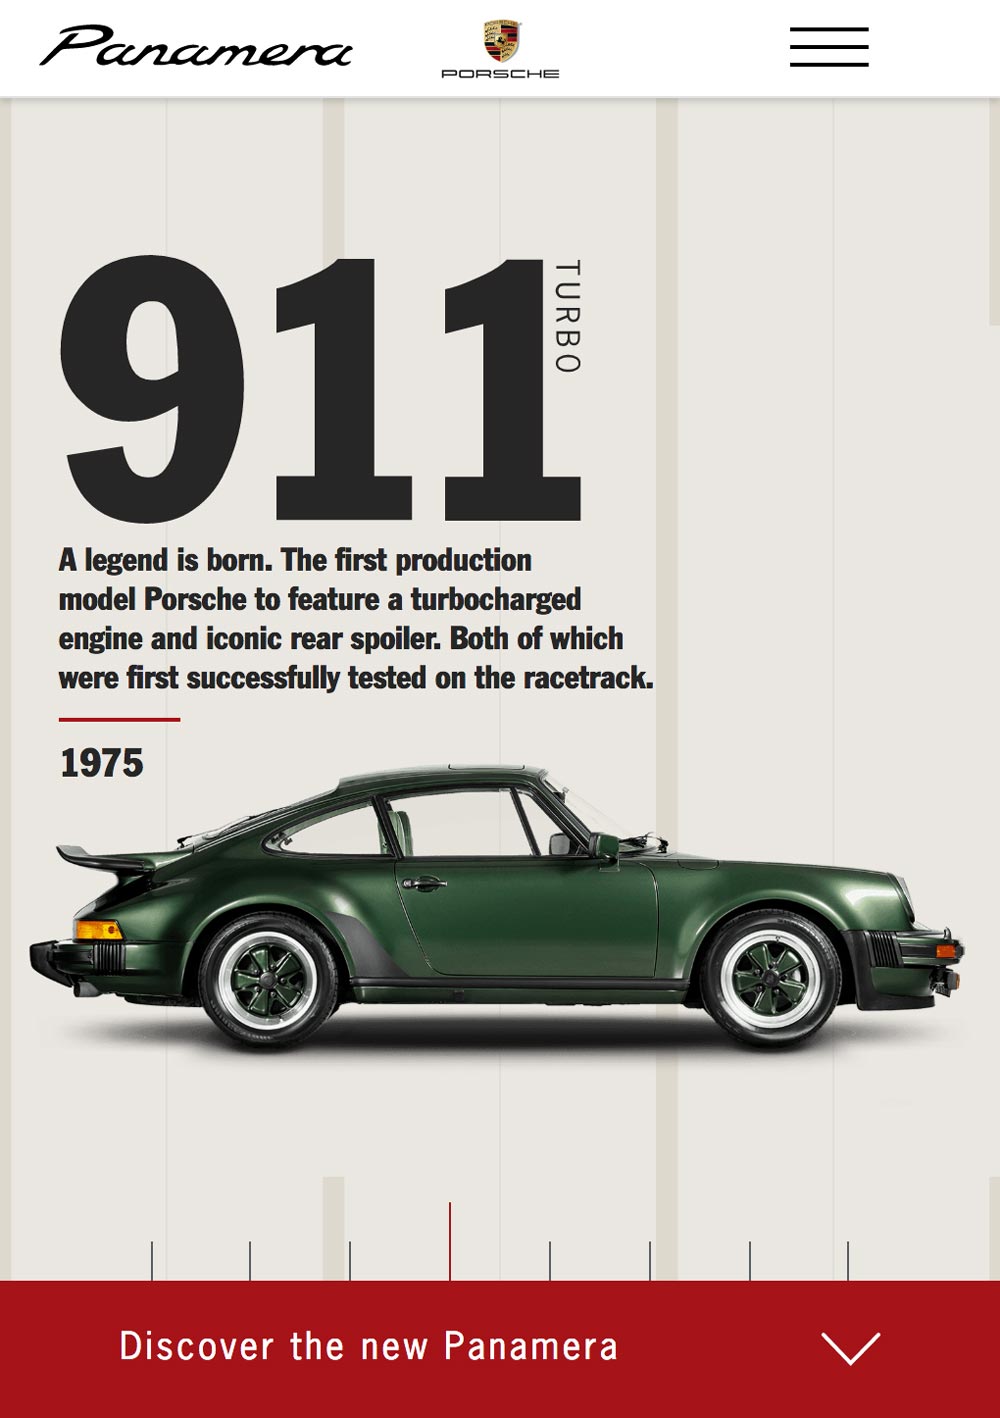 Panamera
PORSCHE
911
TURBO
A legend is born. The first production
model Porsche to feature a turbocharged
engine and iconic rear spoiler. Both of which
were first successfully tested on the racetrack.
1975
Discover the new Panamera